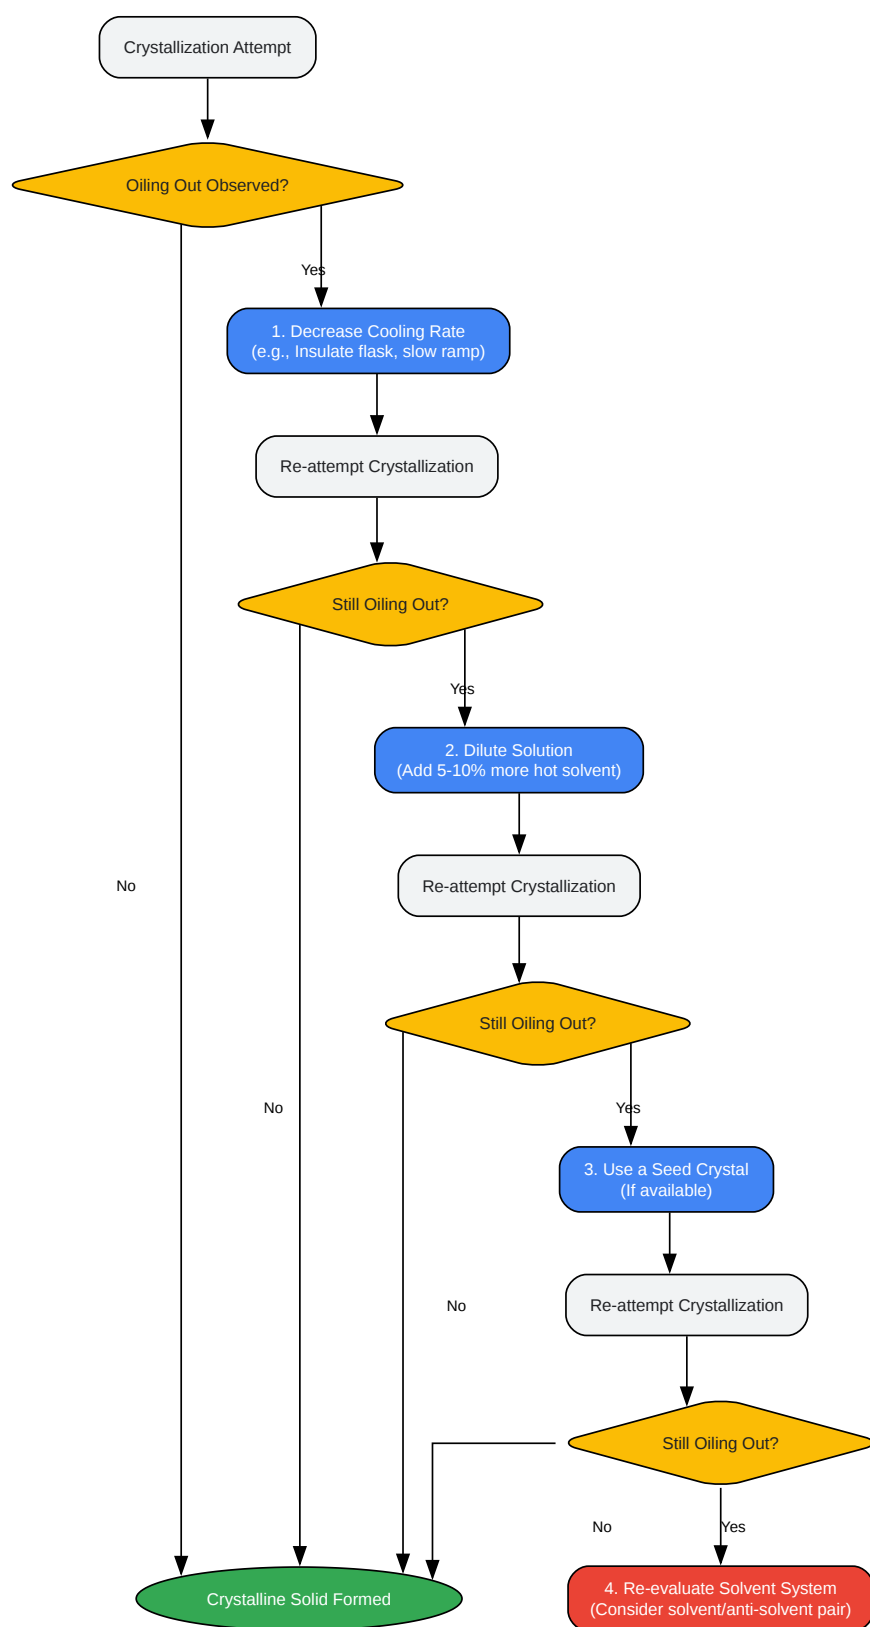 Crystallization Attempt
Oiling Out Observed?
Yes
1. Decrease Cooling Rate
(e.g., Insulate flask, slow ramp)
Re-attempt Crystallization
Still Oiling Out?
Yes
2. Dilute Solution
(Add 5-10% more hot solvent)
No
Re-attempt Crystallization
Still Oiling Out?
No
Yes
3. Use a Seed Crystal
(If available)
No
Re-attempt Crystallization
Still Oiling Out?
No
Yes
Crystalline Solid Formed
4. Re-evaluate Solvent System
(Consider solvent/anti-solvent pair)